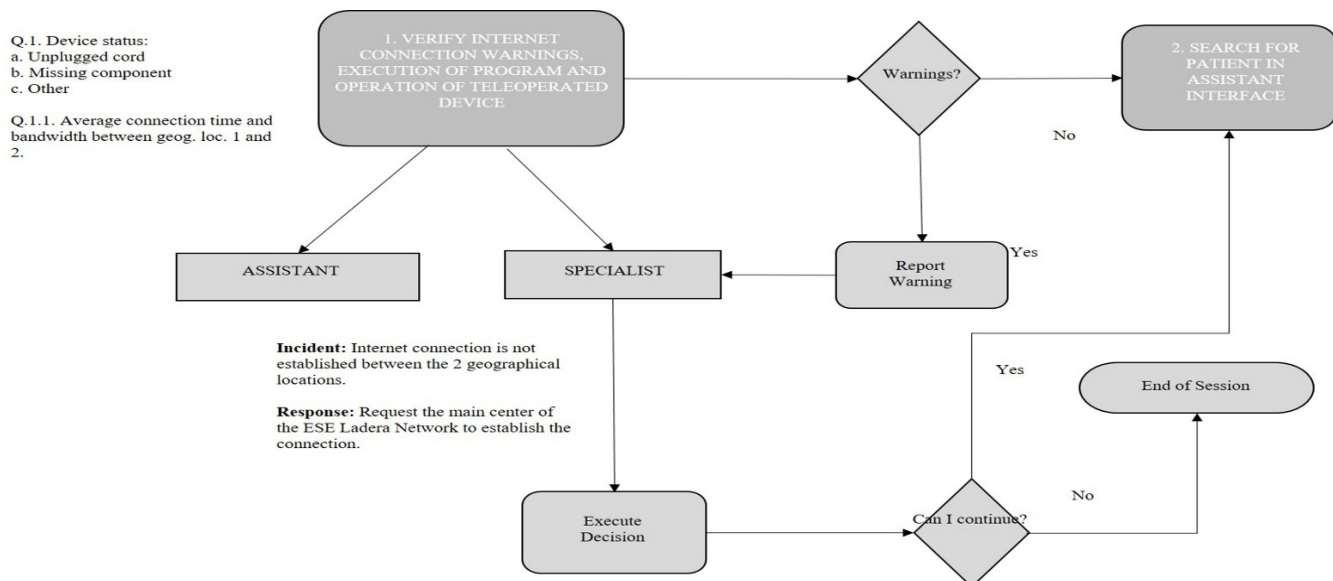 Q.1. Device status:
a. Unplugged cord
b. Missing component
c. Other
Q.1.1. Average connection time and
bandwidth between geog. loc. 1 and
2.
1. VERIFY INTERNET
CONNECTION WARNINGS,
EXECUTION OF PROGRAM AND
OPERATION OF TELEOPERATED
DEVICE
Warnings?
2. SEARCH FOR
PATIENT IN
ASSISTANT
INTERFACE
No
Yes
ASSISTANT
SPECIALIST
Report
Warning
Incident: Internet connection is not
established between the 2 geographical
locations.
Response: Request the main center of
the ESE Ladera Network to establish the
connection.
Yes
End of Session
No
Execute
Decision
Can I continue?